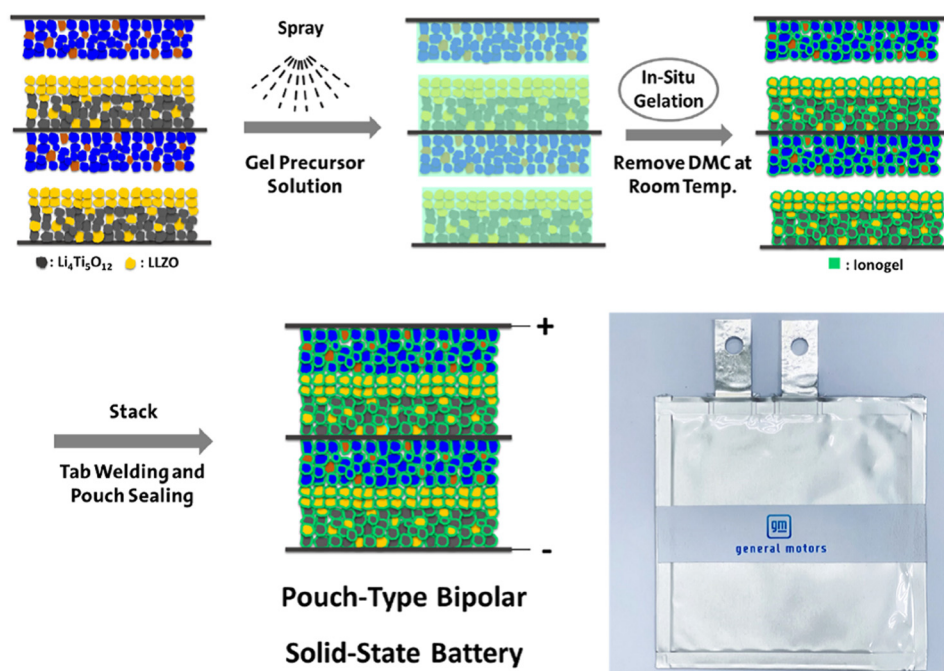 Spray
Gel Precursor
Solution
In-Situ
Gelation
Remove DMC at
Room Temp.
: Li₄Ti₅O₁₂ : LLZO
: Ionogel
Stack
Tab Welding and
Pouch Sealing
+
-
Pouch-Type Bipolar
Solid-State Battery
gm
general motors